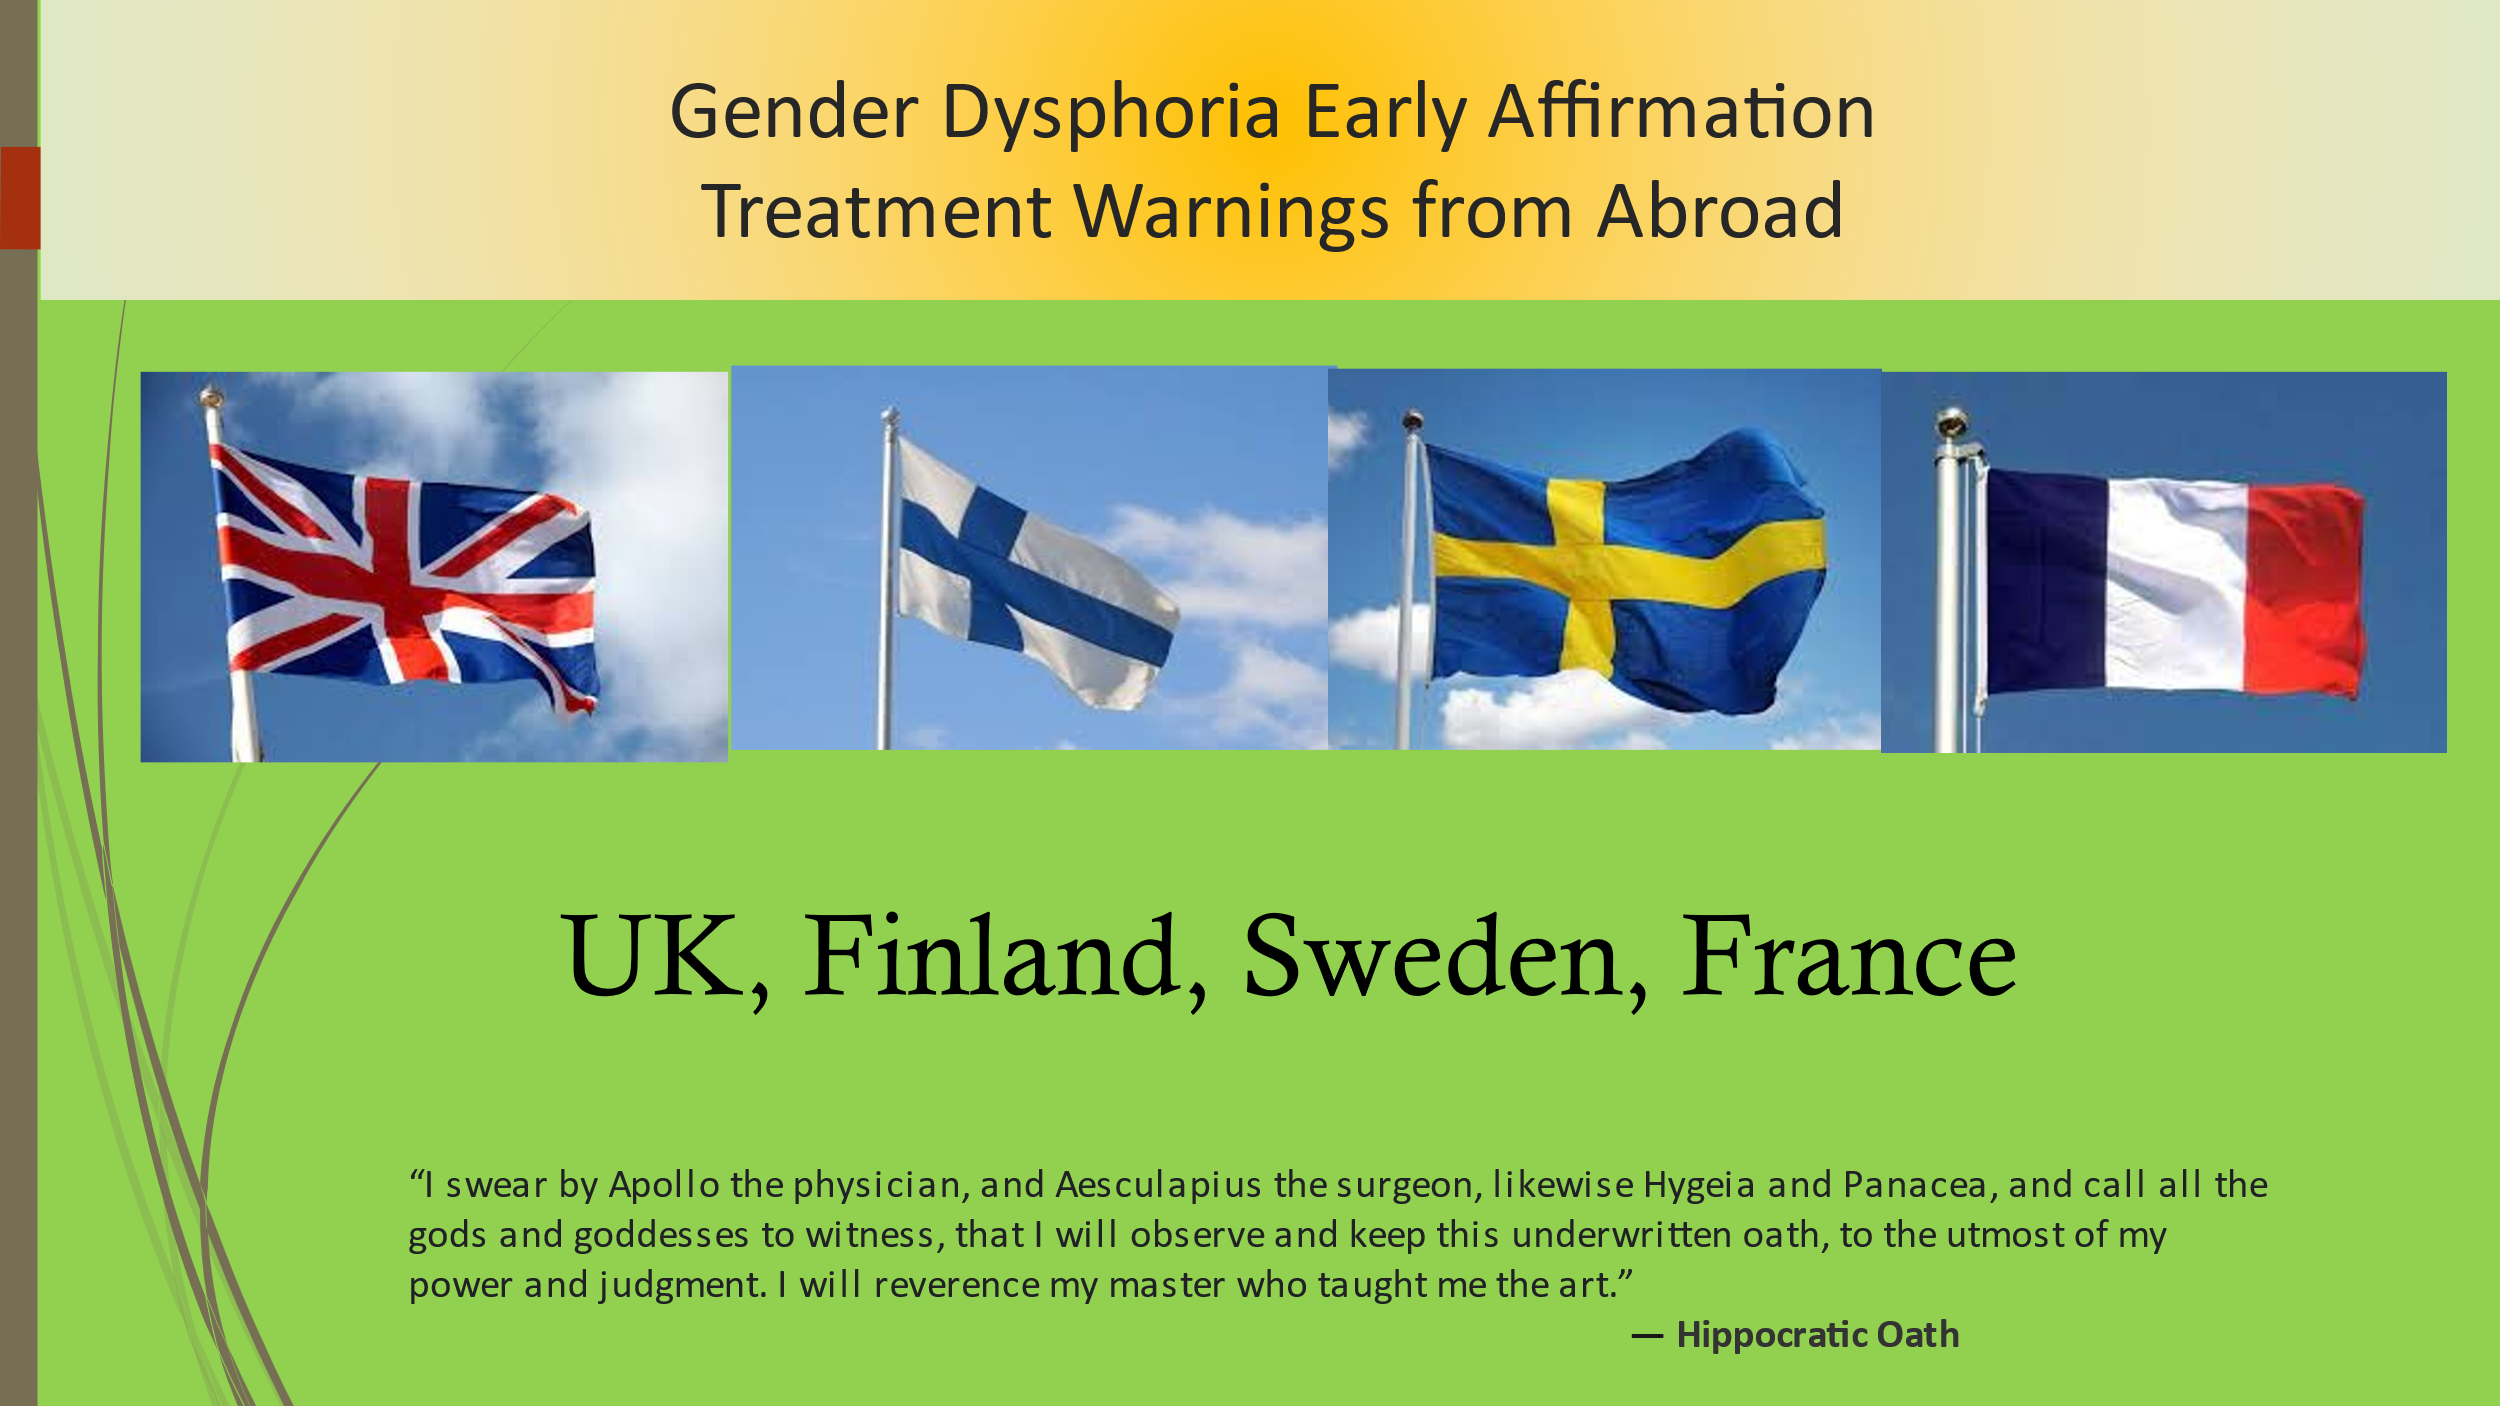 Gender Dysphoria Early Affirmation
Treatment Warnings from Abroad
UK, Finland, Sweden, France
“I swear by Apollo the physician, and Aesculapius the surgeon, likewise Hygeia and Panacea, and call all the
gods and goddesses to witness, that I will observe and keep this underwritten oath, to the utmost of my
power and judgment. I will reverence my master who taught me the art.”
— Hippocratic Oath